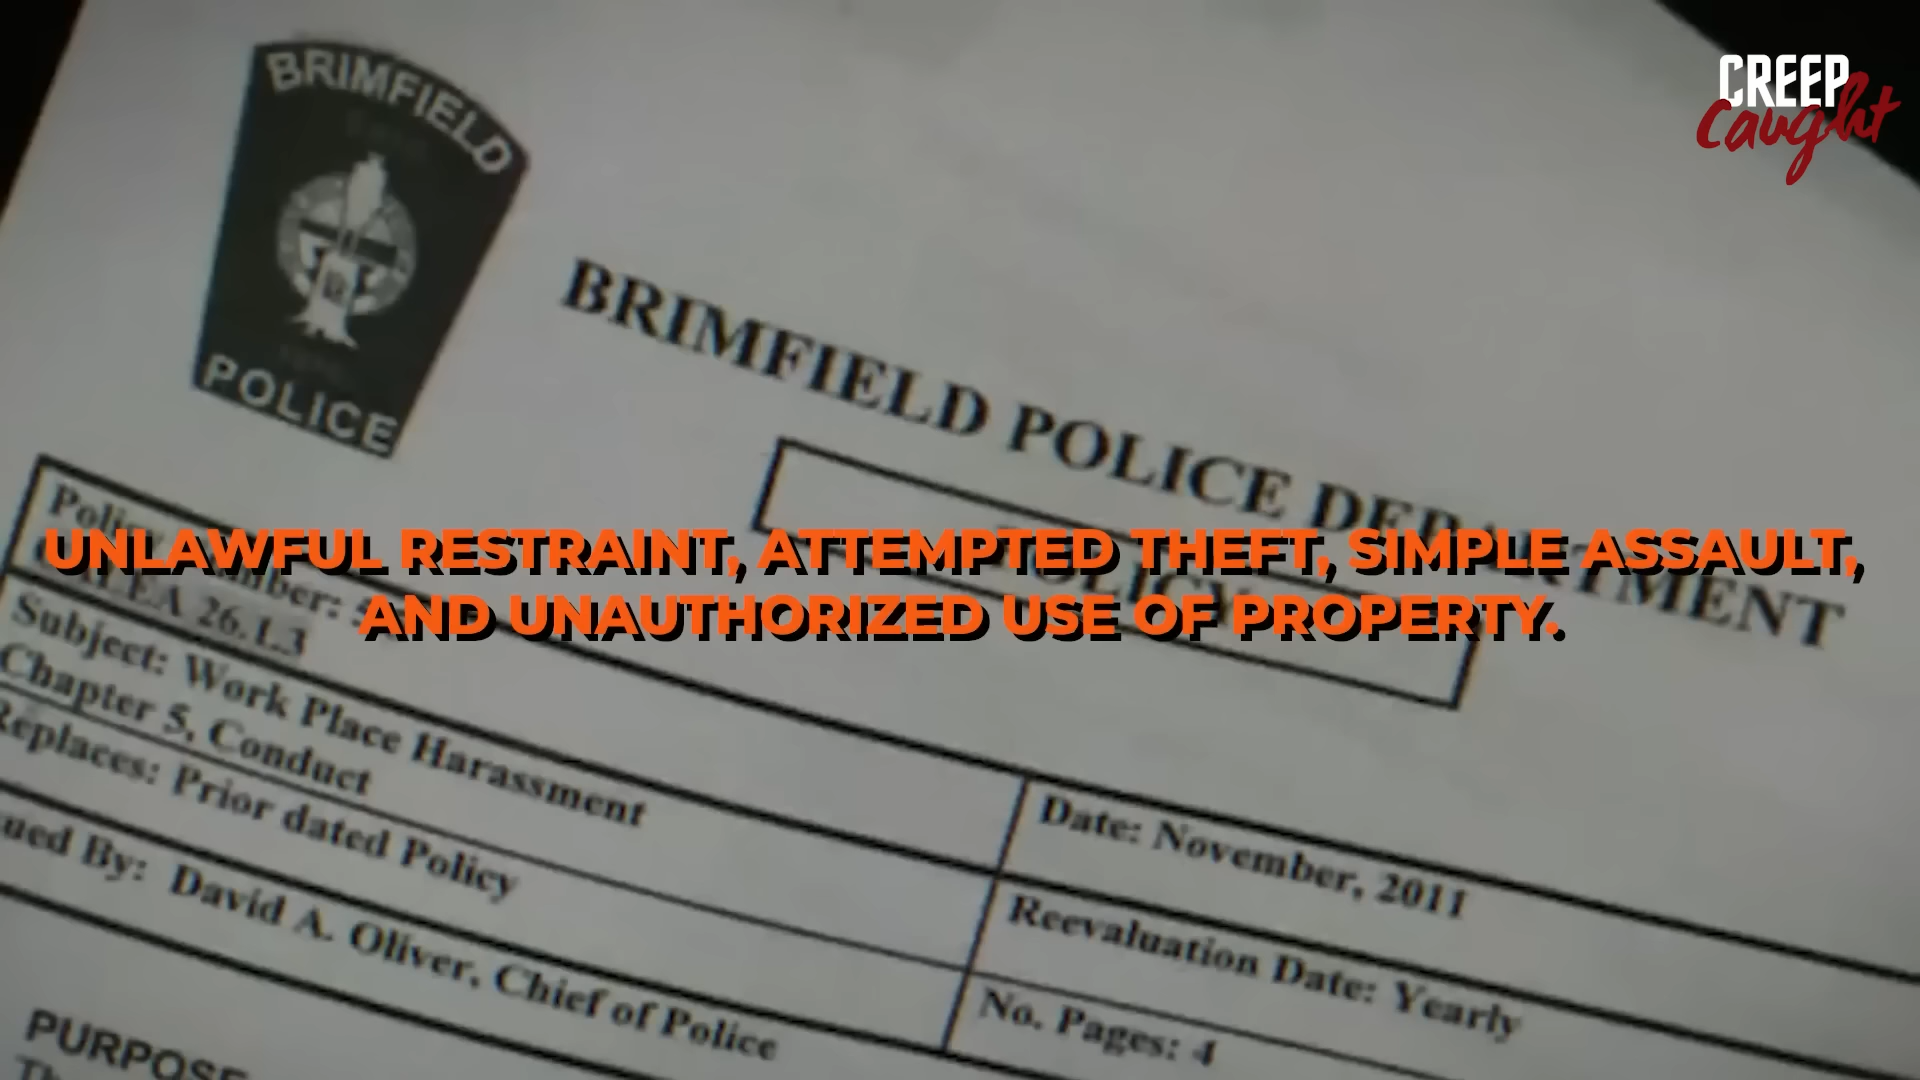 CREEP
Caught
BRIMFIELD
POLICE
BRIMFIELD POLICE DEPARTMENT
POLICY
UNLAWFUL RESTRAINT, ATTEMPTED THEFT, SIMPLE ASSAULT,
AND UNAUTHORIZED USE OF PROPERTY.
Policy
26.1.3
Subject: Work Place Harassment
Chapter 5, Conduct
Replaces: Prior dated Policy
By: David A. Oliver, Chief of Police
Date: November, 2011
Reevaluation Date: Yearly
No. Pages: 4
PURPOSE